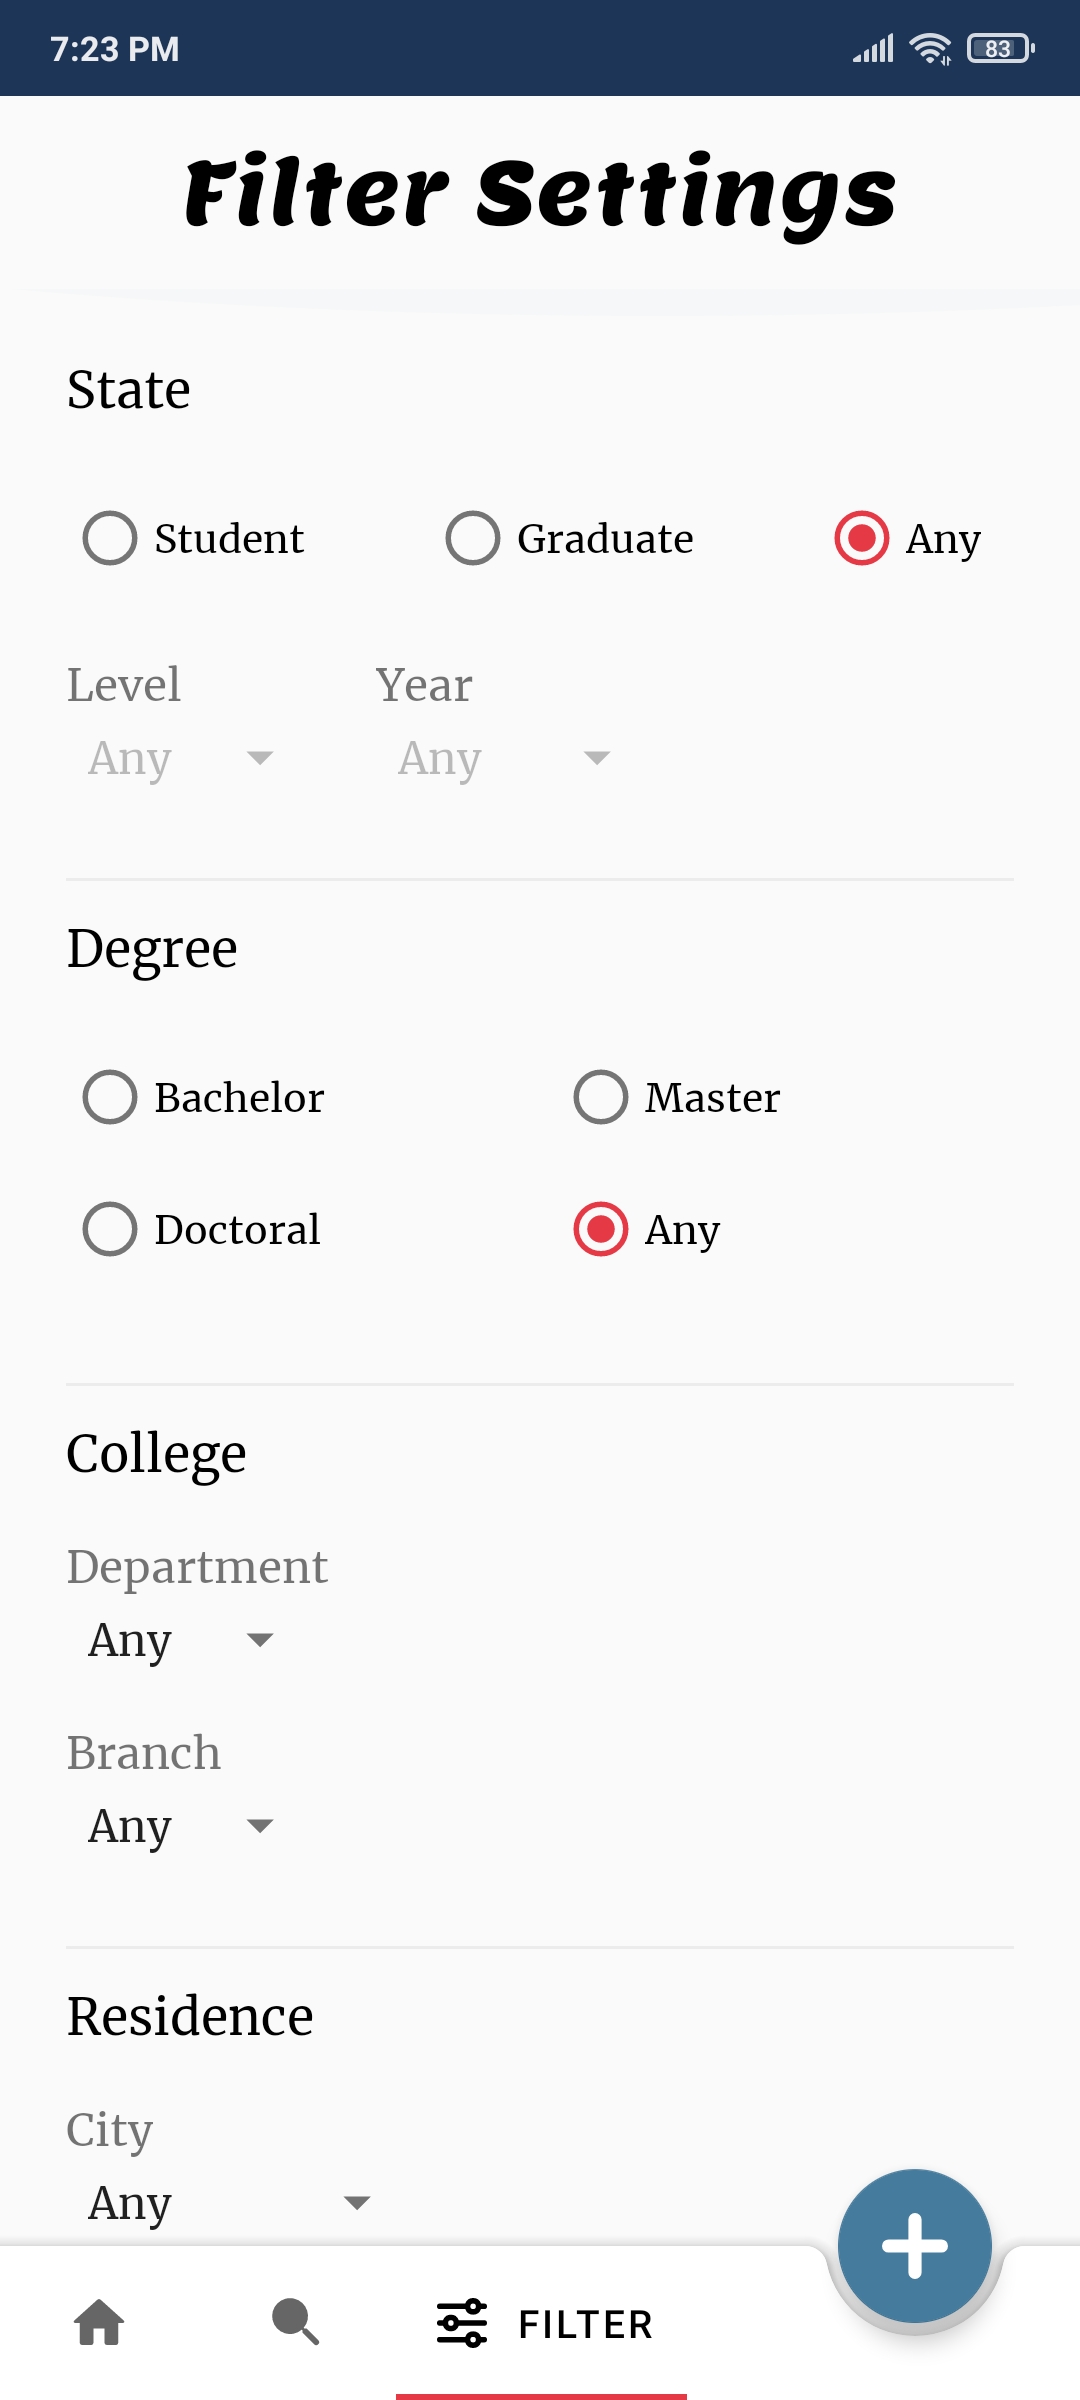 7:23 PM 83
Filter Settings
State
Student Graduate Any
Level Year
Any Any
Degree
Bachelor Master
Doctoral Any
College
Department
Any
Branch
Any
Residence
City
Any
FILTER